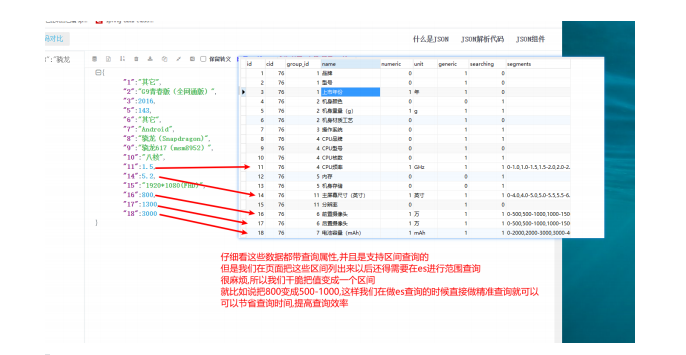 什么是JSON JSON解析代码 JSON组件
":"骁龙
保留转义
"1":"其它",
"2":"G9青春版（全网通版）",
"3":2016,
"5":143,
"6":"其它",
"7":"Android",
"8":"骁龙（Snapdragon）",
"9":"骁龙617（msm8952）",
"10":"八核",
"11":1.5,
"14":5.2,
"15":"1920*1080(FHD)",
"16":800,
"17":1300,
"18":3000
}
id cid group_id name numeric unit generic searching segments
1 76 1 品牌 0 1 0
2 76 1 型号 0 1 0
3 76 1 上市年份 1 年 1 0
4 76 2 机身颜色 0 0 1
5 76 2 机身重量（g） 1 g 1 1
6 76 2 机身材质工艺 0 1 0
7 76 3 操作系统 0 1 1
8 76 4 CPU品牌 0 1 1
9 76 4 CPU型号 0 1 0
10 76 4 CPU核数 0 1 1
11 76 4 CPU频率 1 GHz 1 1 0-1.0,1.0-1.5,1.5-2.0,2.0-2.
12 76 5 内存 0 0 1
13 76 5 机身存储 0 0 1
14 76 11 主屏幕尺寸（英寸） 1 英寸 1 1 0-4.0,4.0-5.0,5.0-5.5,5.5-6.
15 76 11 分辨率 0 1 0
16 76 6 前置摄像头 1 万 1 1 0-500,500-1000,1000-150
17 76 6 后置摄像头 1 万 1 1 0-500,500-1000,1000-150
18 76 7 电池容量（mAh） 1 mAh 1 1 0-2000,2000-3000,3000-4
仔细看这些数据都带查询属性,并且是支持区间查询的
但是我们在页面把这些区间列出来以后还得需要在es进行范围查询
很麻烦,所以我们干脆把值变成一个区间
就比如说把800变成500-1000,这样我们在做es查询的时候直接做精准查询就可以
可以节省查询时间,提高查询效率